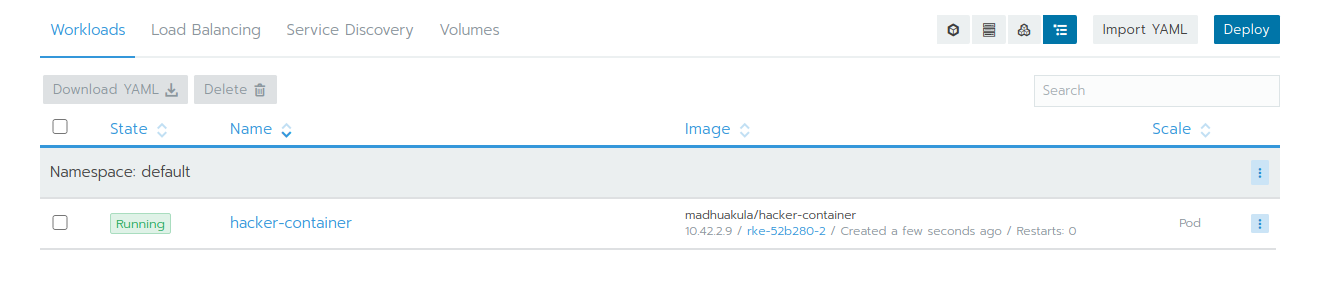 Workloads Load Balancing Service Discovery Volumes Import YAML Deploy
Download YAML Delete Search
State Name Image Scale
Namespace: default
Running hacker-container madhuakula/hacker-container Pod
10.42.2.9 / rke-52b280-2 / Created a few seconds ago / Restarts: 0